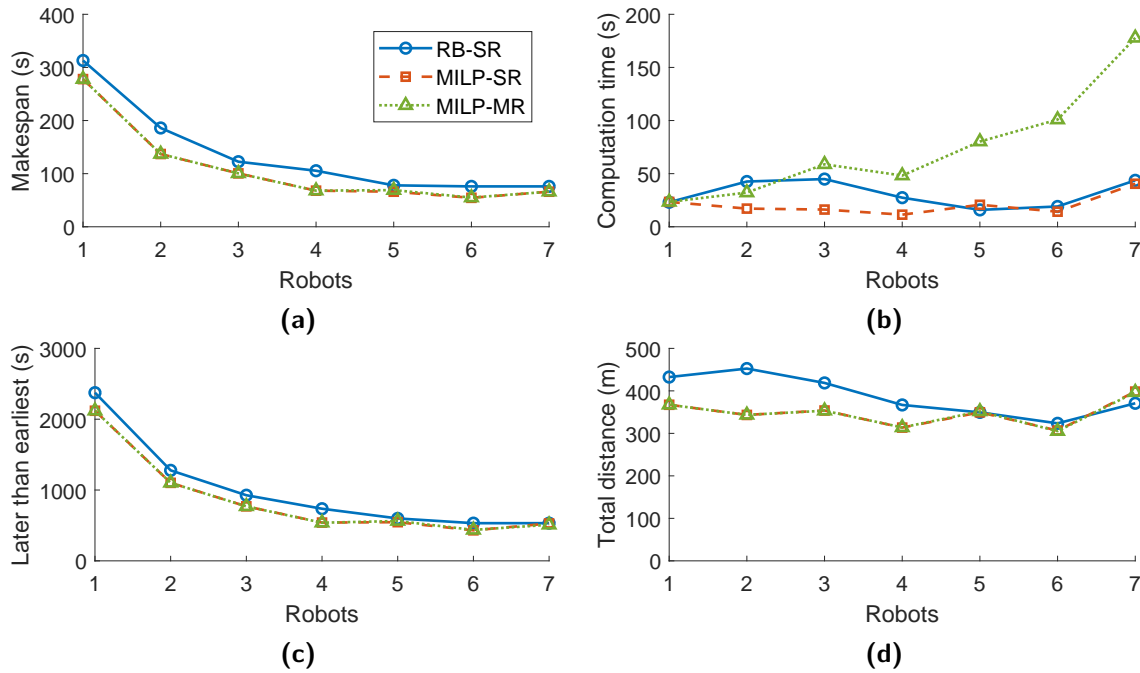 400
300
200
100
0
Makespan (s)
RB-SR
MILP-SR
MILP-MR
1 2 3 4 5 6 7
Robots
(a)
200
150
100
50
0
Computation time (s)
1 2 3 4 5 6 7
Robots
(b)
3000
2000
1000
0
Later than earliest (s)
1 2 3 4 5 6 7
Robots
(c)
500
400
300
200
100
0
Total distance (m)
1 2 3 4 5 6 7
Robots
(d)